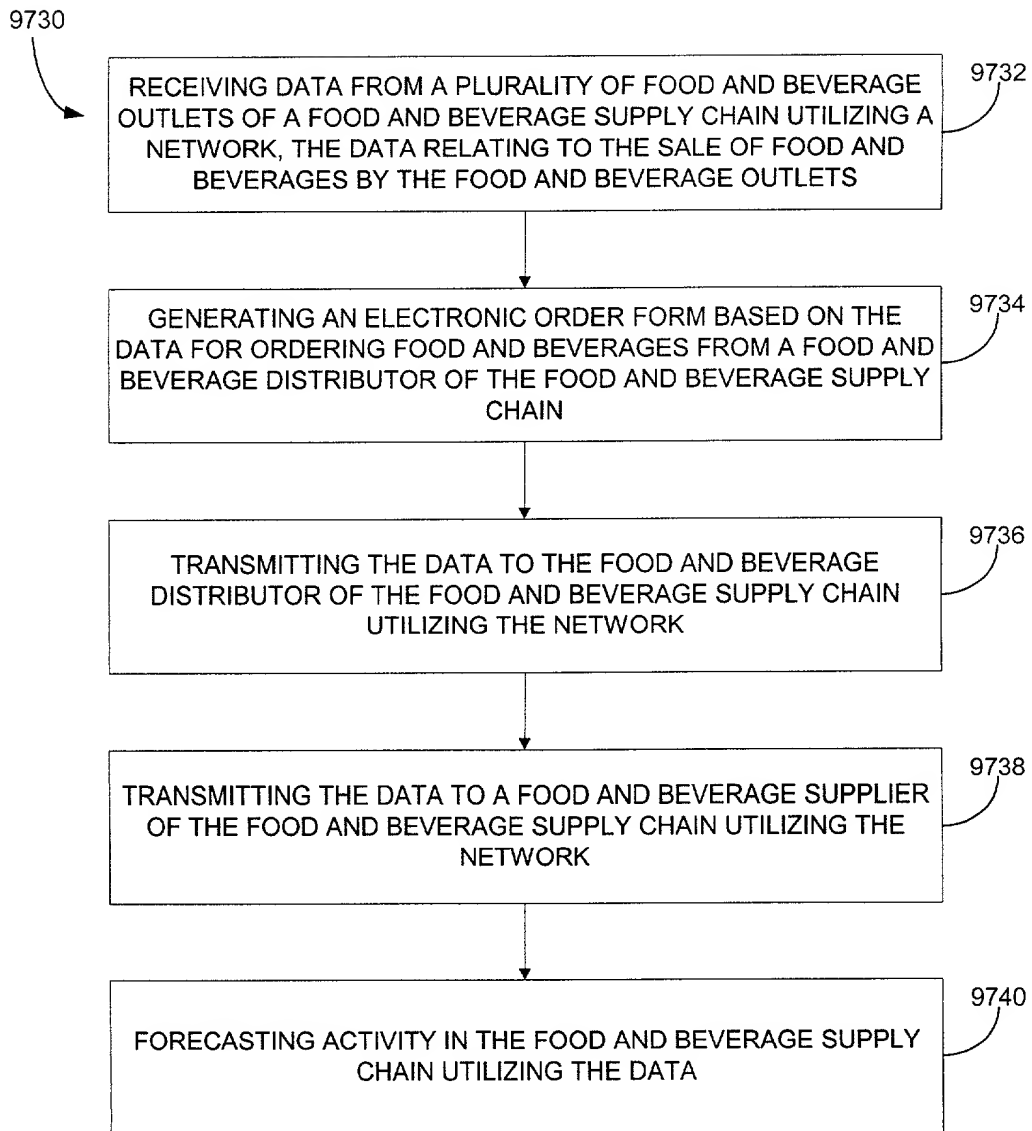 9730
RECEIVING DATA FROM A PLURALITY OF FOOD AND BEVERAGE
OUTLETS OF A FOOD AND BEVERAGE SUPPLY CHAIN UTILIZING A
NETWORK, THE DATA RELATING TO THE SALE OF FOOD AND
BEVERAGES BY THE FOOD AND BEVERAGE OUTLETS
9732
GENERATING AN ELECTRONIC ORDER FORM BASED ON THE
DATA FOR ORDERING FOOD AND BEVERAGES FROM A FOOD AND
BEVERAGE DISTRIBUTOR OF THE FOOD AND BEVERAGE SUPPLY
CHAIN
9734
TRANSMITTING THE DATA TO THE FOOD AND BEVERAGE
DISTRIBUTOR OF THE FOOD AND BEVERAGE SUPPLY CHAIN
UTILIZING THE NETWORK
9736
TRANSMITTING THE DATA TO A FOOD AND BEVERAGE SUPPLIER
OF THE FOOD AND BEVERAGE SUPPLY CHAIN UTILIZING THE
NETWORK
9738
FORECASTING ACTIVITY IN THE FOOD AND BEVERAGE SUPPLY
CHAIN UTILIZING THE DATA
9740